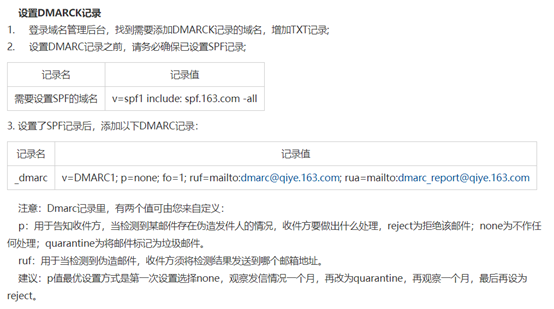 设置DMARCK记录
1. 登录域名管理后台，找到需要添加DMARCK记录的域名，增加TXT记录;
2. 设置DMARC记录之前，请务必确保已设置SPF记录;
记录名 记录值
需要设置SPF的域名 v=spf1 include: spf.163.com -all
3. 设置了SPF记录后，添加以下DMARC记录：
记录名 记录值
_dmarc v=DMARC1; p=none; fo=1; ruf=mailto:dmarc@qiye.163.com; rua=mailto:dmarc_report@qiye.163.com
注意：Dmarc记录里，有两个值可由您来自定义：
p：用于告知收件方，当检测到某邮件存在伪造发件人的情况，收件方要做出什么处理，reject为拒绝该邮件；none为不作任
何处理；quarantine为将邮件标记为垃圾邮件。
ruf：用于当检测到伪造邮件，收件方须将检测结果发送到哪个邮箱地址。
建议：p值最优设置方式是第一次设置选择none，观察发信情况一个月，再改为quarantine，再观察一个月，最后再设为
reject。